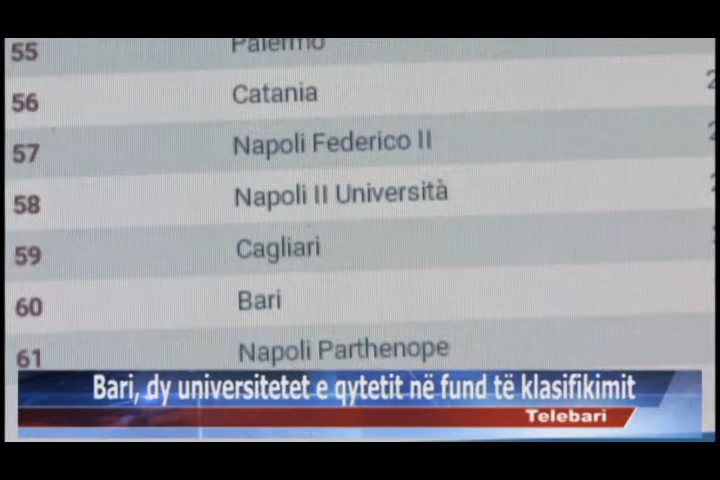 55 Palermo
56 Catania
57 Napoli Federico II
58 Napoli II Università
59 Cagliari
60 Bari
61 Napoli Parthenope
Bari, dy universitetet e qytetit në fund të klasifikimit
Telebari